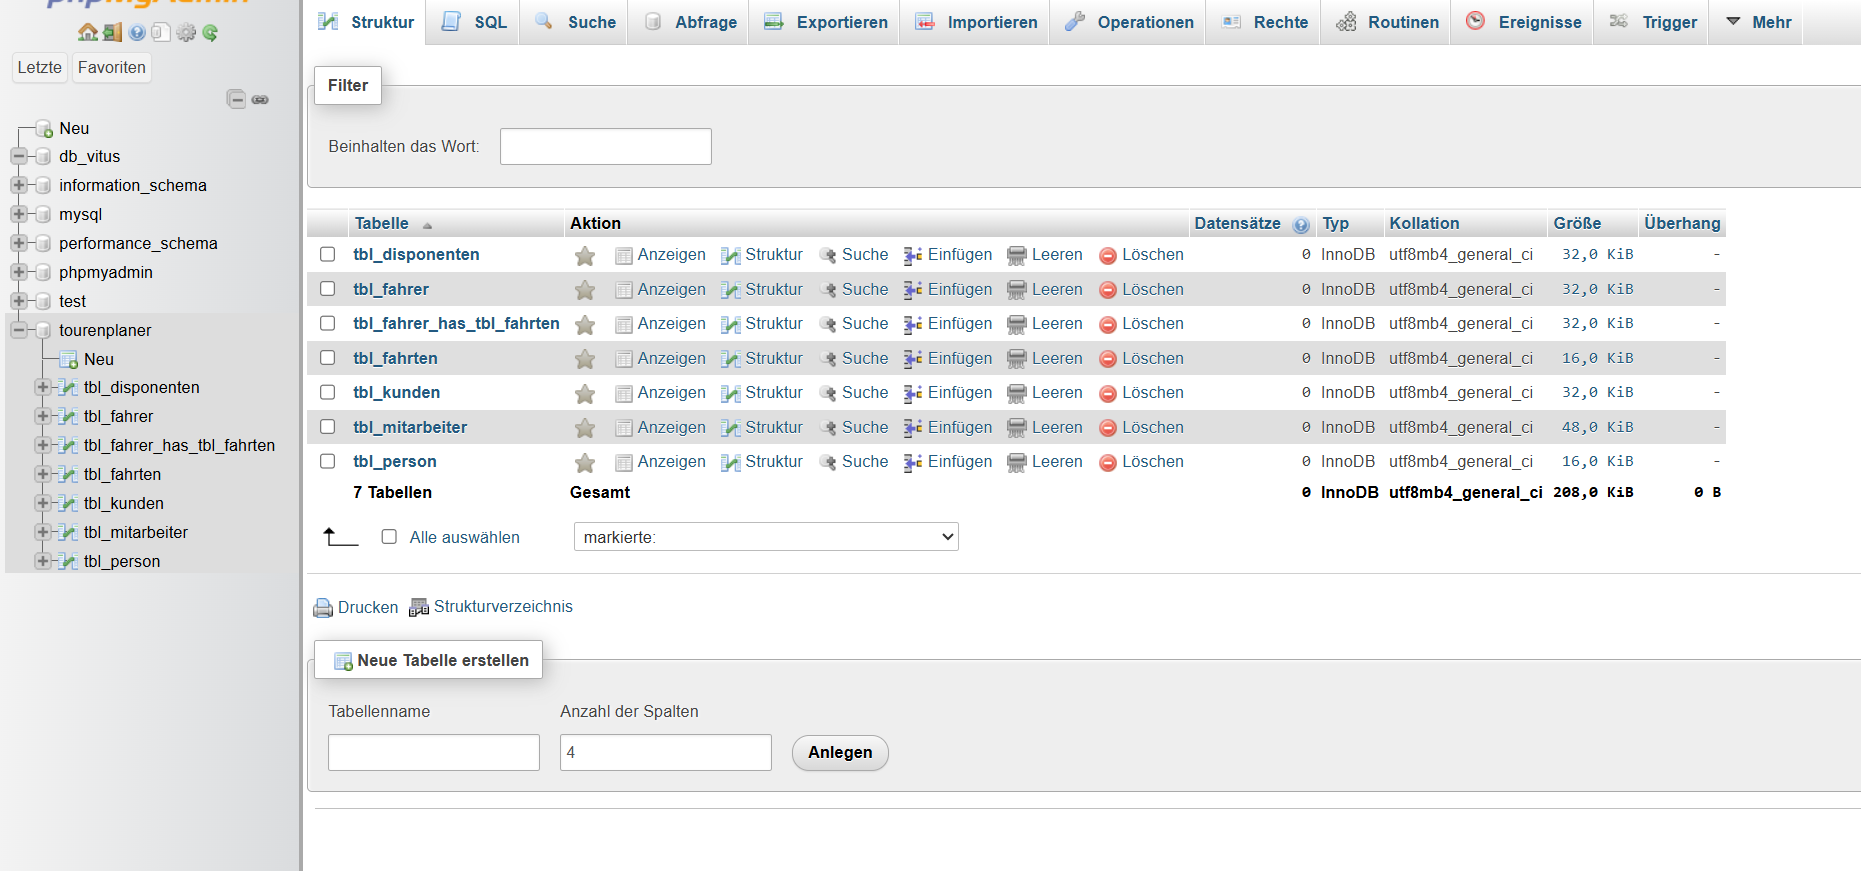 phpMyAdmin
Letzte Favoriten
Neu
db_vitus
information_schema
mysql
performance_schema
phpmyadmin
test
tourenplaner
Neu
tbl_disponenten
tbl_fahrer
tbl_fahrer_has_tbl_fahrten
tbl_fahrten
tbl_kunden
tbl_mitarbeiter
tbl_person
Struktur SQL Suche Abfrage Exportieren Importieren Operationen Rechte Routinen Ereignisse Trigger Mehr
Filter
Beinhalten das Wort:
Tabelle Aktion Datensätze Typ Kollation Größe Überhang
tbl_disponenten Anzeigen Struktur Suche Einfügen Leeren Löschen 0 InnoDB utf8mb4_general_ci 32,0 KiB -
tbl_fahrer Anzeigen Struktur Suche Einfügen Leeren Löschen 0 InnoDB utf8mb4_general_ci 32,0 KiB -
tbl_fahrer_has_tbl_fahrten Anzeigen Struktur Suche Einfügen Leeren Löschen 0 InnoDB utf8mb4_general_ci 32,0 KiB -
tbl_fahrten Anzeigen Struktur Suche Einfügen Leeren Löschen 0 InnoDB utf8mb4_general_ci 16,0 KiB -
tbl_kunden Anzeigen Struktur Suche Einfügen Leeren Löschen 0 InnoDB utf8mb4_general_ci 32,0 KiB -
tbl_mitarbeiter Anzeigen Struktur Suche Einfügen Leeren Löschen 0 InnoDB utf8mb4_general_ci 48,0 KiB -
tbl_person Anzeigen Struktur Suche Einfügen Leeren Löschen 0 InnoDB utf8mb4_general_ci 16,0 KiB -
7 Tabellen Gesamt 0 InnoDB utf8mb4_general_ci 208,0 KiB 0 B
Alle auswählen markierte:
Drucken Strukturverzeichnis
Neue Tabelle erstellen
Tabellenname Anzahl der Spalten
4 Anlegen